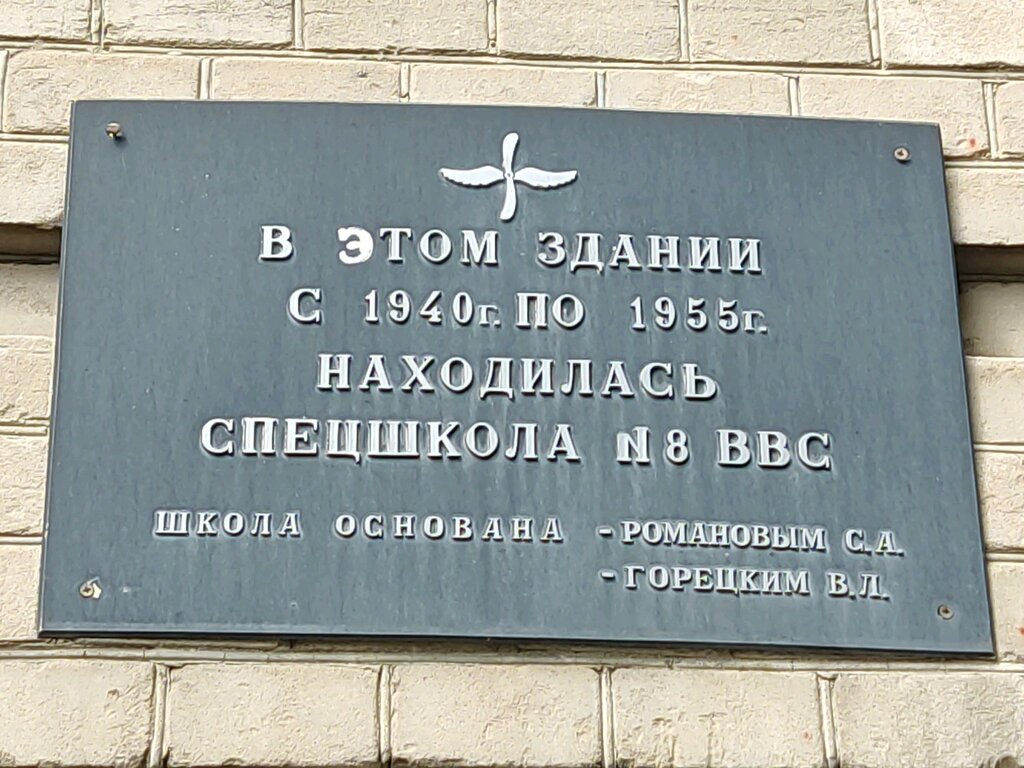 В ЭТОМ ЗДАНИИ
С 1940г. ПО 1955г.
НАХОДИЛАСЬ
СПЕЦШКОЛА N8 ВВС
ШКОЛА ОСНОВАНА -РОМАНОВЫМ С.А.
-ГОРЕЦКИМ В.Л.